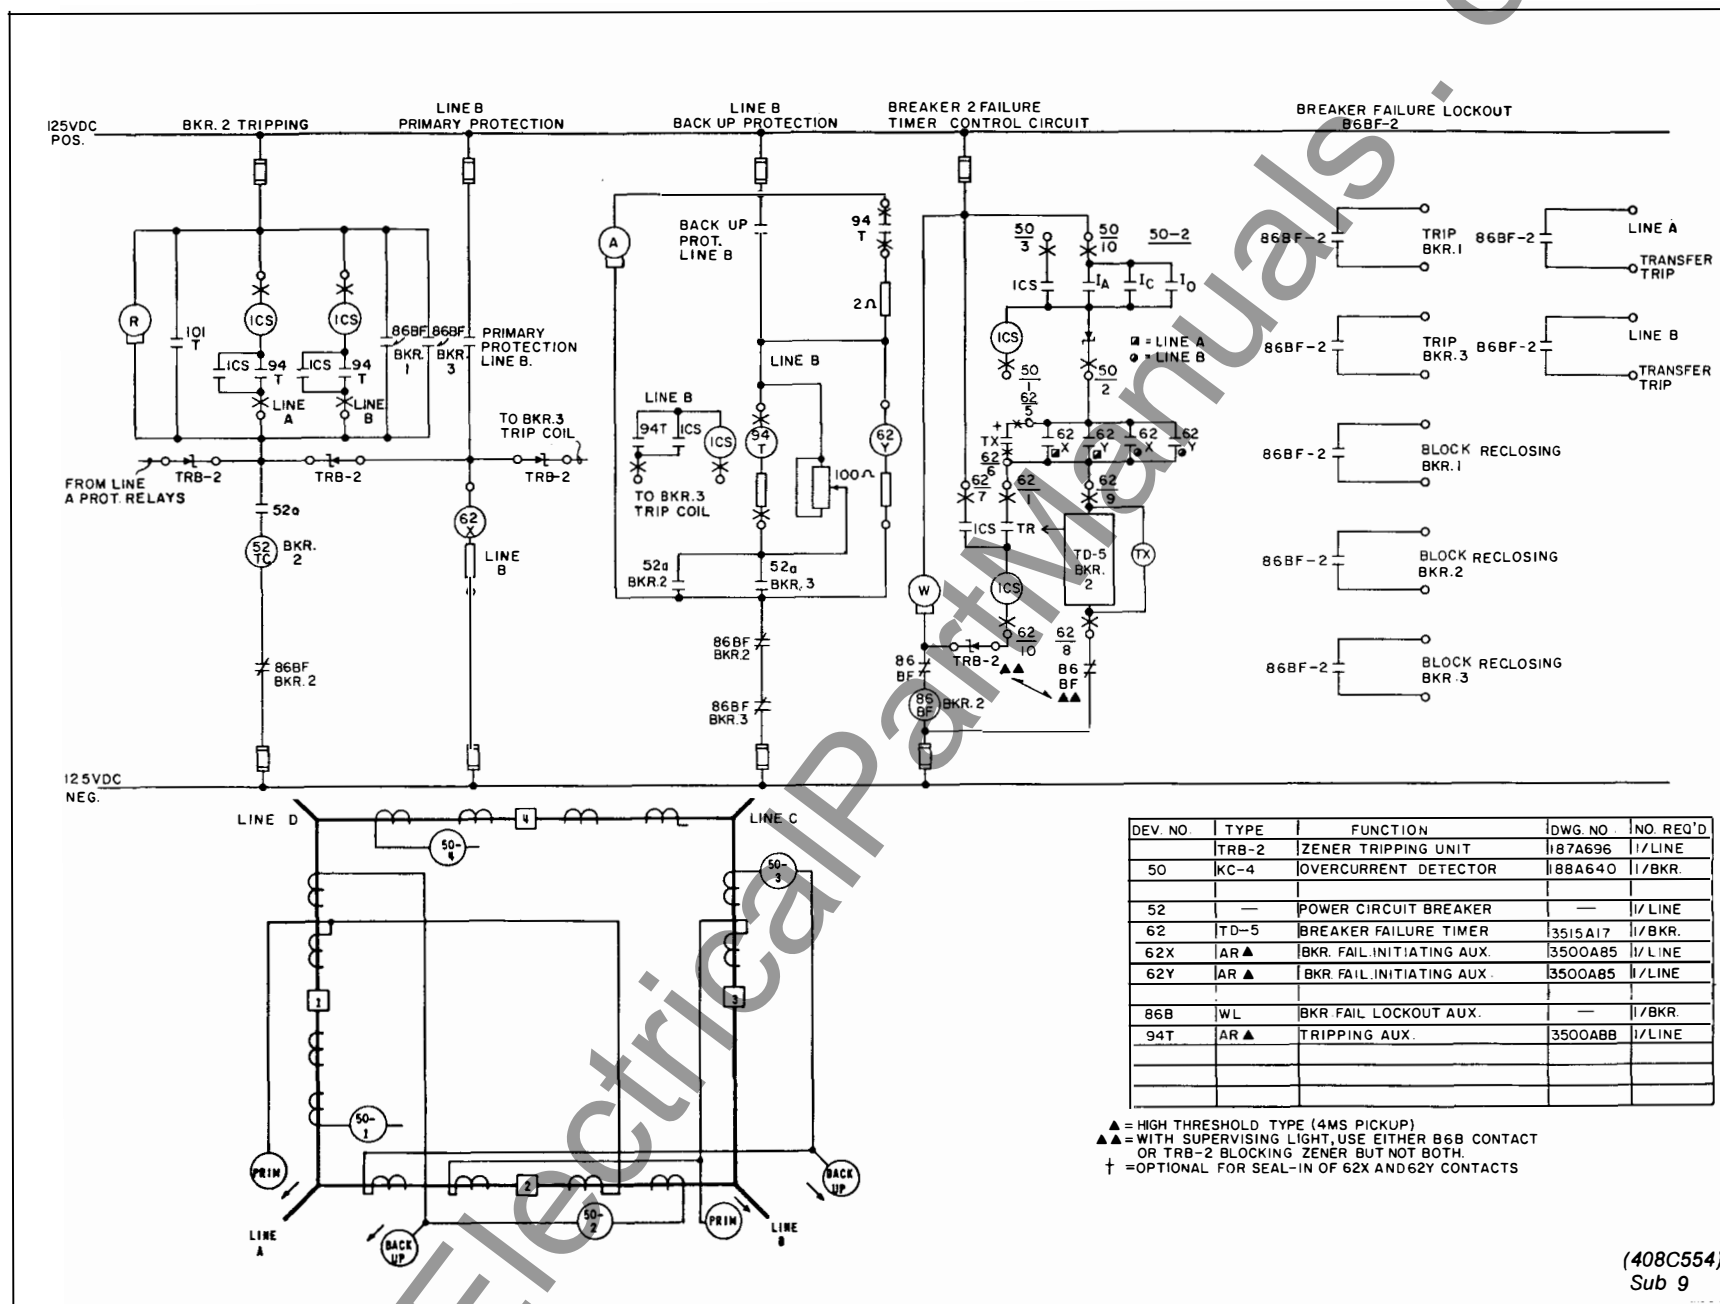 125VDC
POS.
BKR. 2 TRIPPING
LINE B
PRIMARY PROTECTION
LINE B
BACK UP PROTECTION
BREAKER 2 FAILURE
TIMER CONTROL CIRCUIT
BREAKER FAILURE LOCKOUT
B6BF-2
R
101
T
ICS
ICS
ICS
94
T
ICS
94
T
LINE
A
LINE
B
86BF
BKR.
1
86BF
BKR.
3
PRIMARY
PROTECTION
LINE B.
FROM LINE
A PROT. RELAYS
TRB-2
TRB-2
TO BKR.3
TRIP COIL
TRB-2
52a
52
TC
BKR.
2
86BF
BKR.2
62
X
LINE
B
A
BACK UP
PROT.
LINE B
94
T
2Ω
LINE B
LINE B
94T
ICS
ICS
TO BKR.3
TRIP COIL
94
T
100Ω
62
Y
52a
BKR.2
52a
BKR. 3
86BF
BKR.2
86BF
BKR.3
50
3
50
10
50-2
ICS
IA
IC
IO
ICS
= LINE A
= LINE B
50
1
50
2
62
5
+
TX
62
X
62
Y
62
X
62
Y
62
6
62
7
62
1
62
9
ICS
TR
TD-5
BKR.
2
TX
W
ICS
62
10
62
8
TRB-2
▲▲
86
BF
B6
BF
▲▲
86
BF
BKR.2
86BF-2
TRIP
BKR.1
86BF-2
LINE A
TRANSFER
TRIP
86BF-2
TRIP
BKR.3
B6BF-2
LINE B
TRANSFER
TRIP
86BF-2
BLOCK RECLOSING
BKR.1
86BF-2
BLOCK RECLOSING
BKR.2
86BF-2
BLOCK RECLOSING
BKR.3
125VDC
NEG.
LINE D
4
LINE C
50-
4
50-
3
1
3
50-
1
PRIM
2
BACK
UP
LINE
A
BACK
UP
50-
2
PRIM
LINE
B
DEV. NO. TYPE FUNCTION DWG. NO. NO. REQ'D
TRB-2 ZENER TRIPPING UNIT 187A696 1/LINE
50 KC-4 OVERCURRENT DETECTOR 188A640 1/BKR.
52 — POWER CIRCUIT BREAKER — 1/LINE
62 TD-5 BREAKER FAILURE TIMER 3515A17 1/BKR.
62X AR▲ BKR. FAIL. INITIATING AUX. 3500A85 1/LINE
62Y AR▲ BKR. FAIL. INITIATING AUX. 3500A85 1/LINE
86B WL BKR FAIL LOCKOUT AUX. — 1/BKR.
94T AR▲ TRIPPING AUX. 3500ABB 1/LINE
▲ = HIGH THRESHOLD TYPE (4MS PICKUP)
▲▲ = WITH SUPERVISING LIGHT, USE EITHER B6B CONTACT
OR TRB-2 BLOCKING ZENER BUT NOT BOTH.
† = OPTIONAL FOR SEAL-IN OF 62X AND 62Y CONTACTS
(408C554)
Sub 9
ElectricalPartManuals.